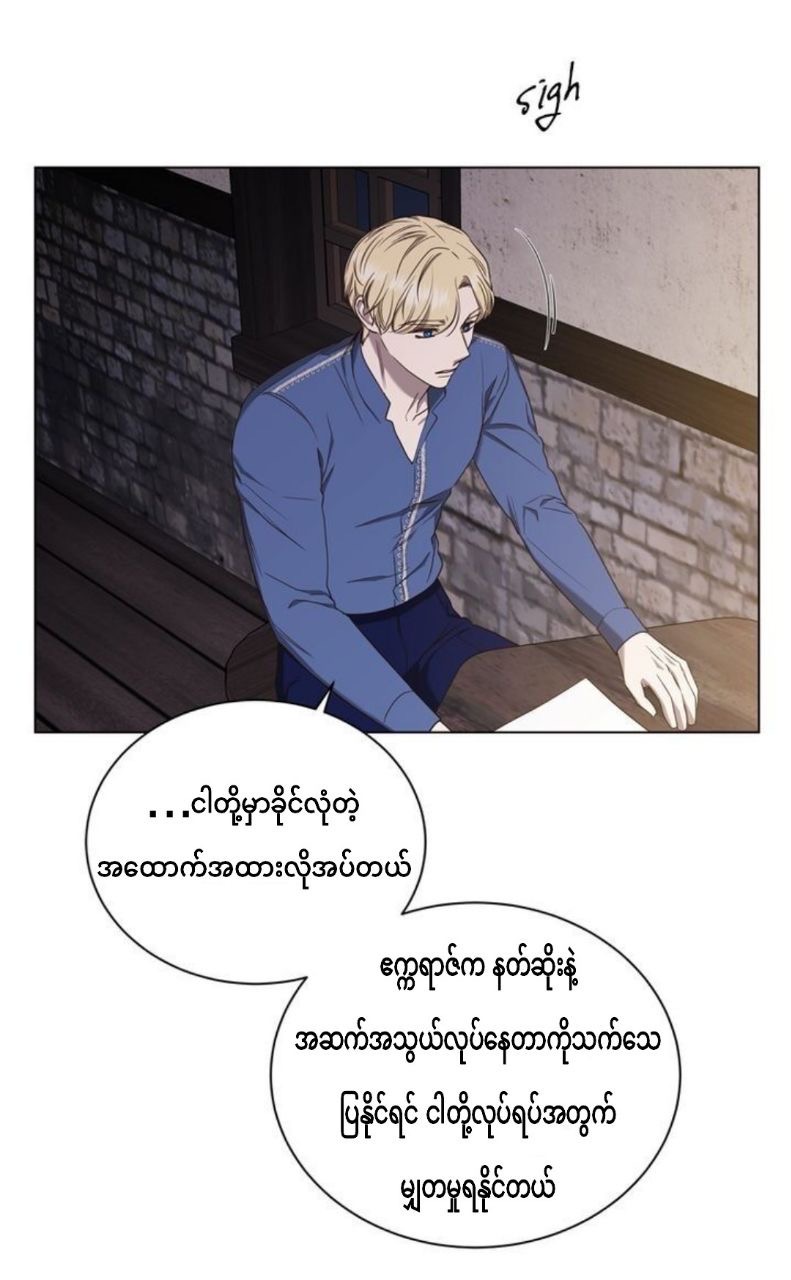 sigh
...ငါတို့မှာခိုင်လုံတဲ့
အထောက်အထားလိုအပ်တယ်
ဧက္ကရာဇ်က နတ်ဆိုးနဲ့
အဆက်အသွယ်လုပ်နေတာကိုသက်သေ
ပြနိုင်ရင် ငါတို့လုပ်ရပ်အတွက်
မျှတမှုရနိုင်တယ်